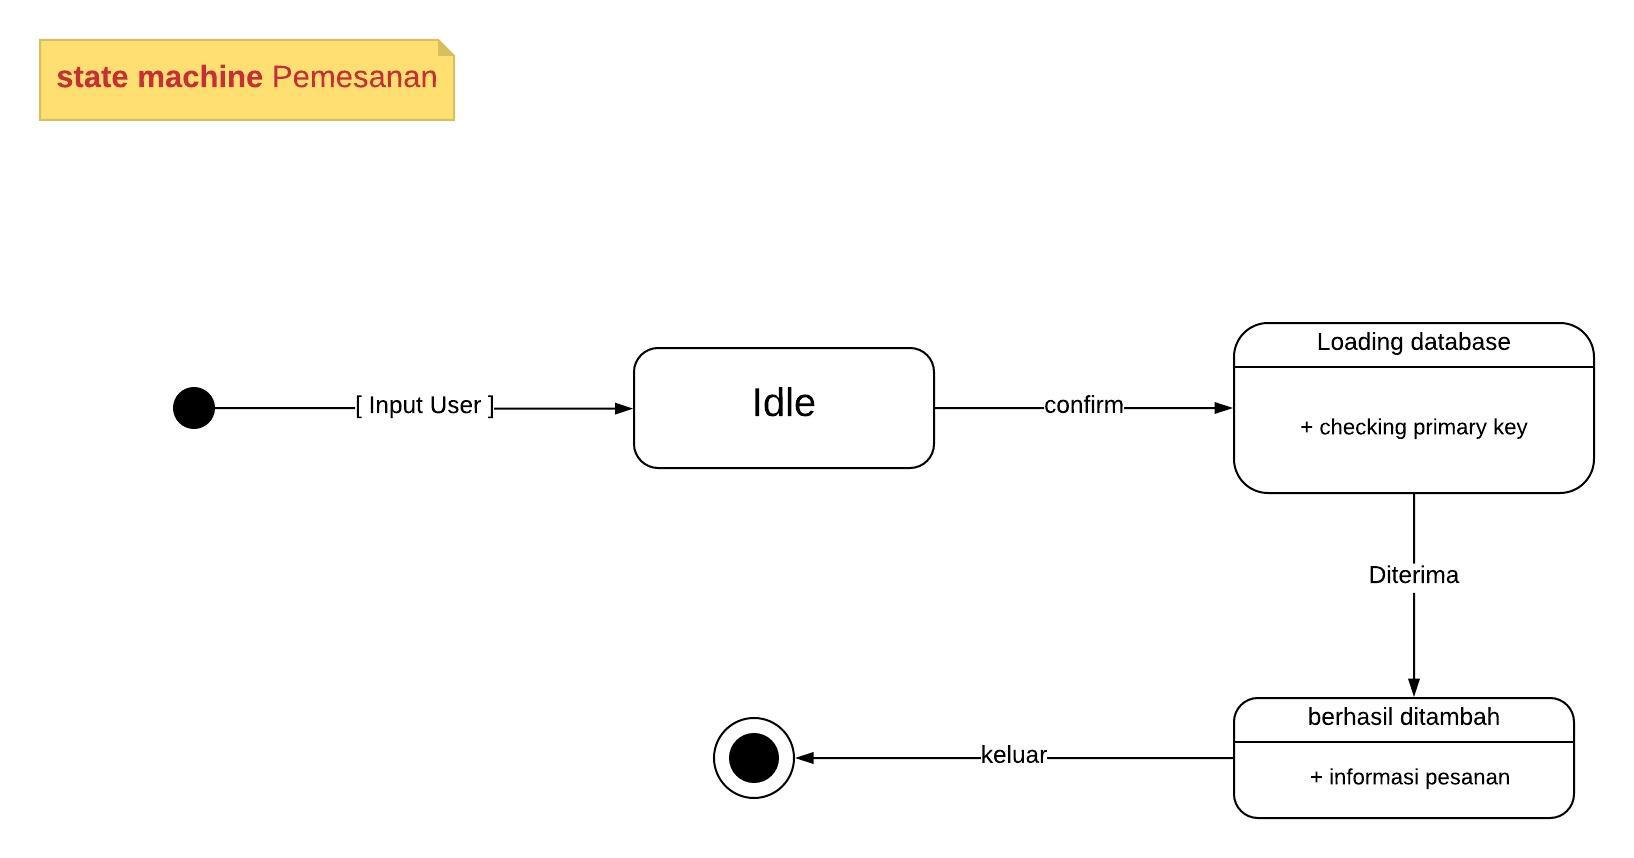 state machine Pemesanan
[ Input User ]
Idle
confirm
Loading database
+ checking primary key
Diterima
berhasil ditambah
+ informasi pesanan
keluar